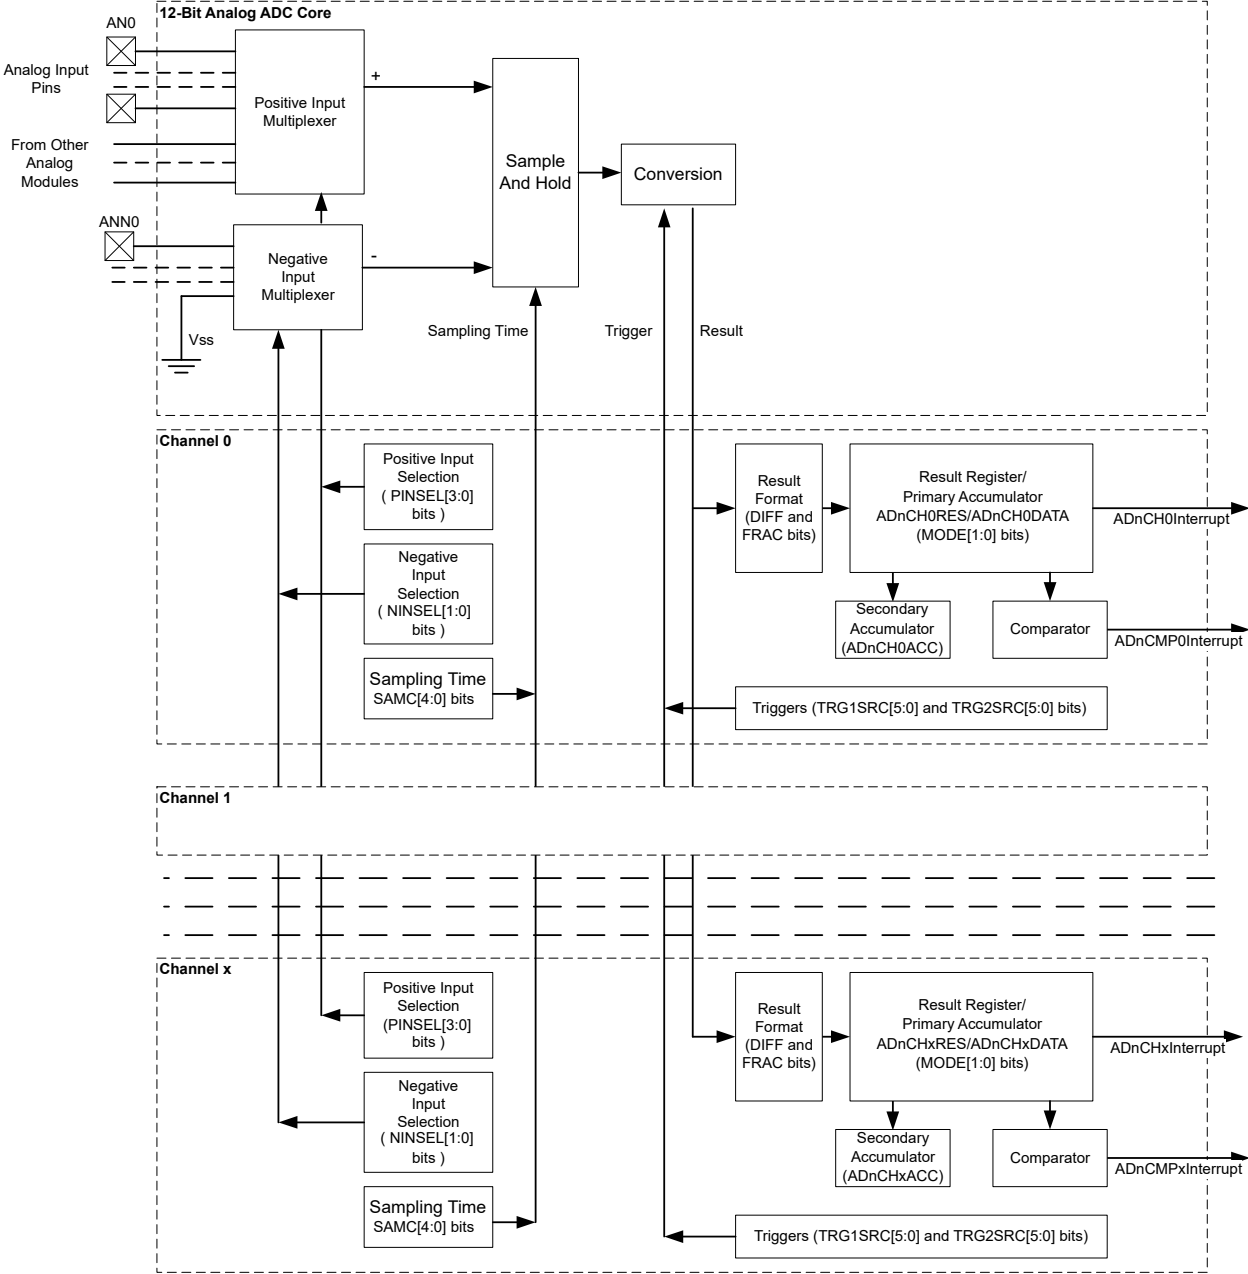 12-Bit Analog ADC Core
AN0
Analog Input
Pins
From Other
Analog
Modules
ANN0
Positive Input
Multiplexer
+
Negative
Input
Multiplexer
-
Vss
Sample
And Hold
Conversion
Sampling Time
Trigger
Result
Channel 0
Positive Input
Selection
( PINSEL[3:0]
bits )
Negative
Input
Selection
( NINSEL[1:0]
bits )
Sampling Time
SAMC[4:0] bits
Result
Format
(DIFF and
FRAC bits)
Result Register/
Primary Accumulator
ADnCH0RES/ADnCH0DATA
(MODE[1:0] bits)
ADnCH0Interrupt
Secondary
Accumulator
(ADnCH0ACC)
Comparator
ADnCMP0Interrupt
Triggers (TRG1SRC[5:0] and TRG2SRC[5:0] bits)
Channel 1
Channel x
Positive Input
Selection
(PINSEL[3:0]
bits )
Negative
Input
Selection
( NINSEL[1:0]
bits )
Sampling Time
SAMC[4:0] bits
Result
Format
(DIFF and
FRAC bits)
Result Register/
Primary Accumulator
ADnCHxRES/ADnCHxDATA
(MODE[1:0] bits)
ADnCHxInterrupt
Secondary
Accumulator
(ADnCHxACC)
Comparator
ADnCMPxInterrupt
Triggers (TRG1SRC[5:0] and TRG2SRC[5:0] bits)